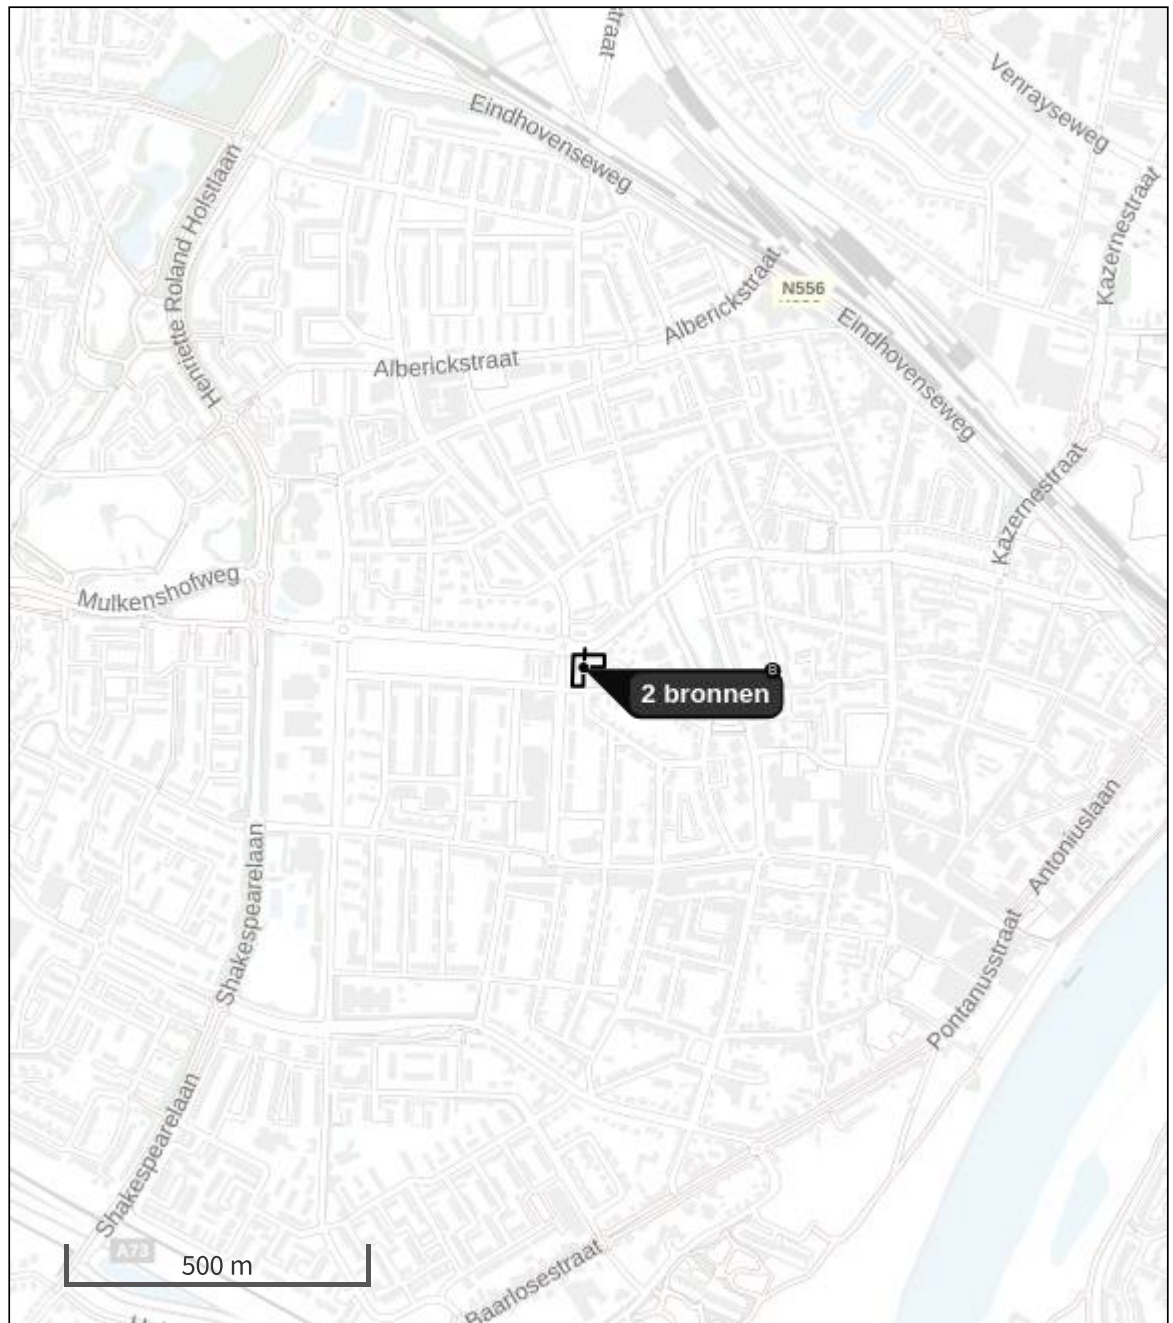 traat
Venrayseweg
Eindhovenseweg
Henriette Roland Holstlaan
Kazernestraat
Alberickstraat
N556
Eindhovenseweg
Alberickstraat
Kazernestraat
Mulkenshofweg
B
2 bronnen
Antoniuslaan
Shakespearelaan
Pontanusstraat
Shakespearelaan
A73
500 m
Baarlosestraat